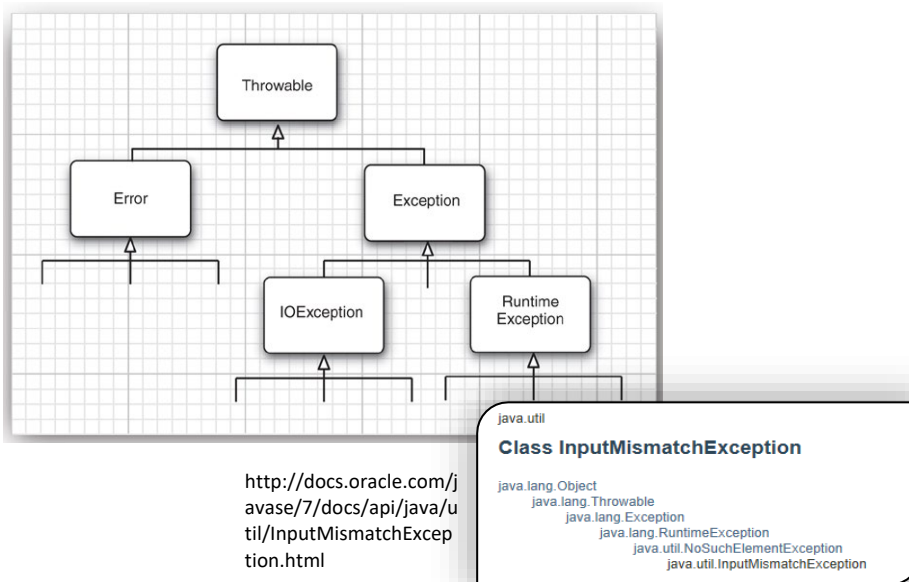 Throwable
Error
Exception
IOException
Runtime
Exception
java.util
Class InputMismatchException
java.lang.Object
java.lang.Throwable
java.lang.Exception
java.lang.RuntimeException
java.util.NoSuchElementException
java.util.InputMismatchException
http://docs.oracle.com/j
avase/7/docs/api/java/u
til/InputMismatchExcep
tion.html